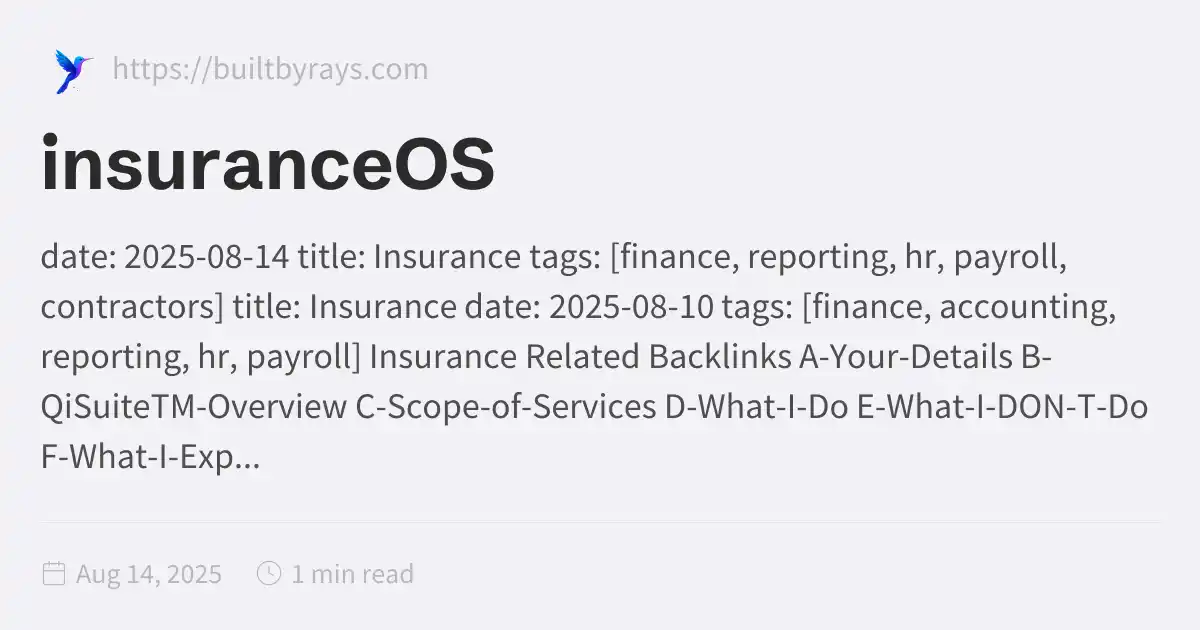 https://builtbyrays.com
insuranceOS
date: 2025-08-14 title: Insurance tags: [finance, reporting, hr, payroll,
contractors] title: Insurance date: 2025-08-10 tags: [finance, accounting,
reporting, hr, payroll] Insurance Related Backlinks A-Your-Details B-
QiSuiteTM-Overview C-Scope-of-Services D-What-I-Do E-What-I-DON-T-Do
F-What-I-Exp...
Aug 14, 2025 1 min read